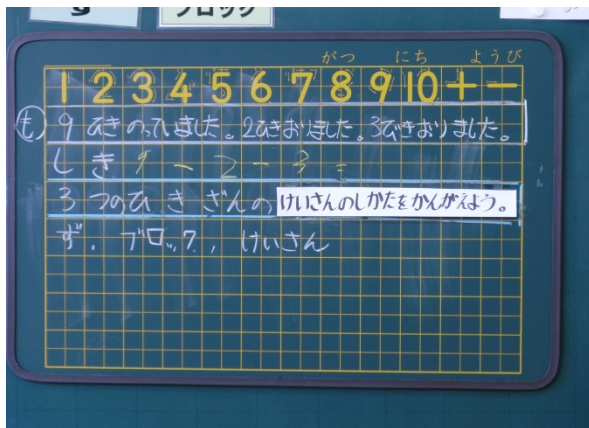 ブロック
がつ にち ようび
1 2 3 4 5 6 7 8 9 10 + −
も 9ひきのっていました。2ひきおりました。3びきおりました。
しき 9 − 2 − 3 =
3つのひきざんの けいさんのしかたをかんがえよう。
ず、ブロック、けいさん